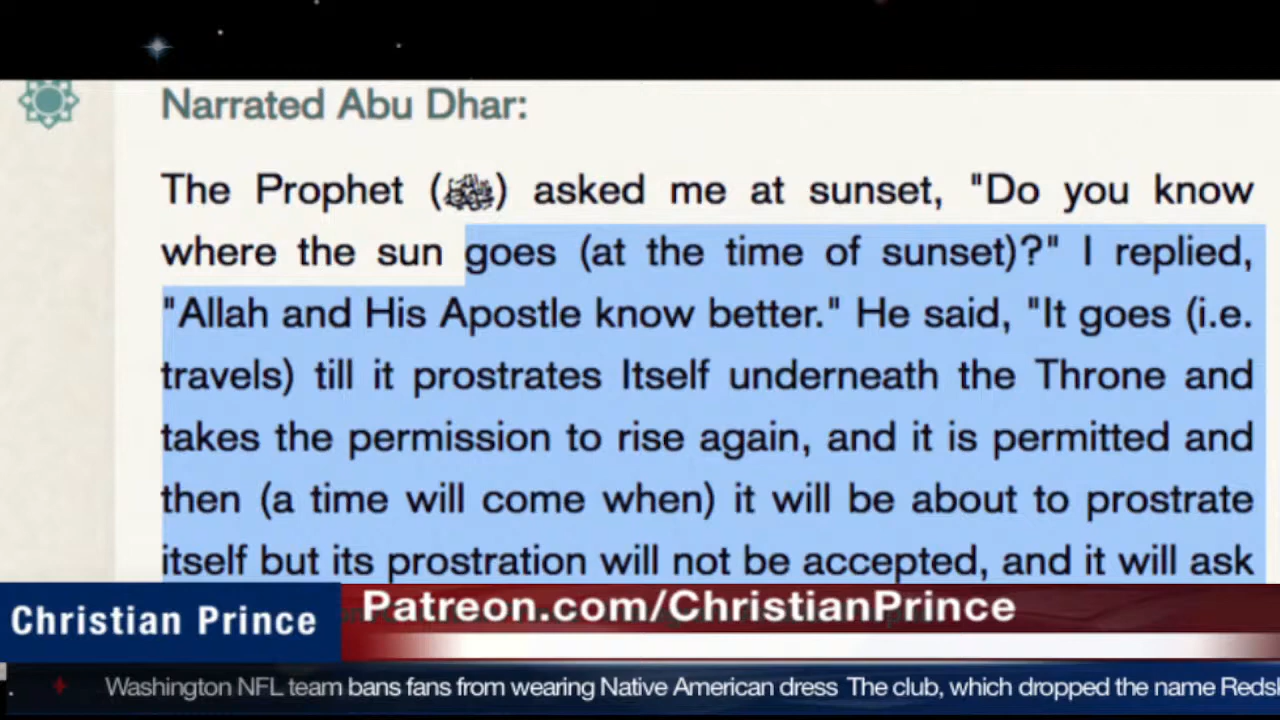 Narrated Abu Dhar:
The Prophet (ﷺ) asked me at sunset, "Do you know
where the sun goes (at the time of sunset)?" I replied,
"Allah and His Apostle know better." He said, "It goes (i.e.
travels) till it prostrates Itself underneath the Throne and
takes the permission to rise again, and it is permitted and
then (a time will come when) it will be about to prostrate
itself but its prostration will not be accepted, and it will ask
Christian Prince
Patreon.com/ChristianPrince
Washington NFL team bans fans from wearing Native American dress The club, which dropped the name